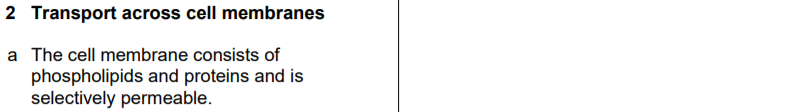 2 Transport across cell membranes
a The cell membrane consists of
phospholipids and proteins and is
selectively permeable.